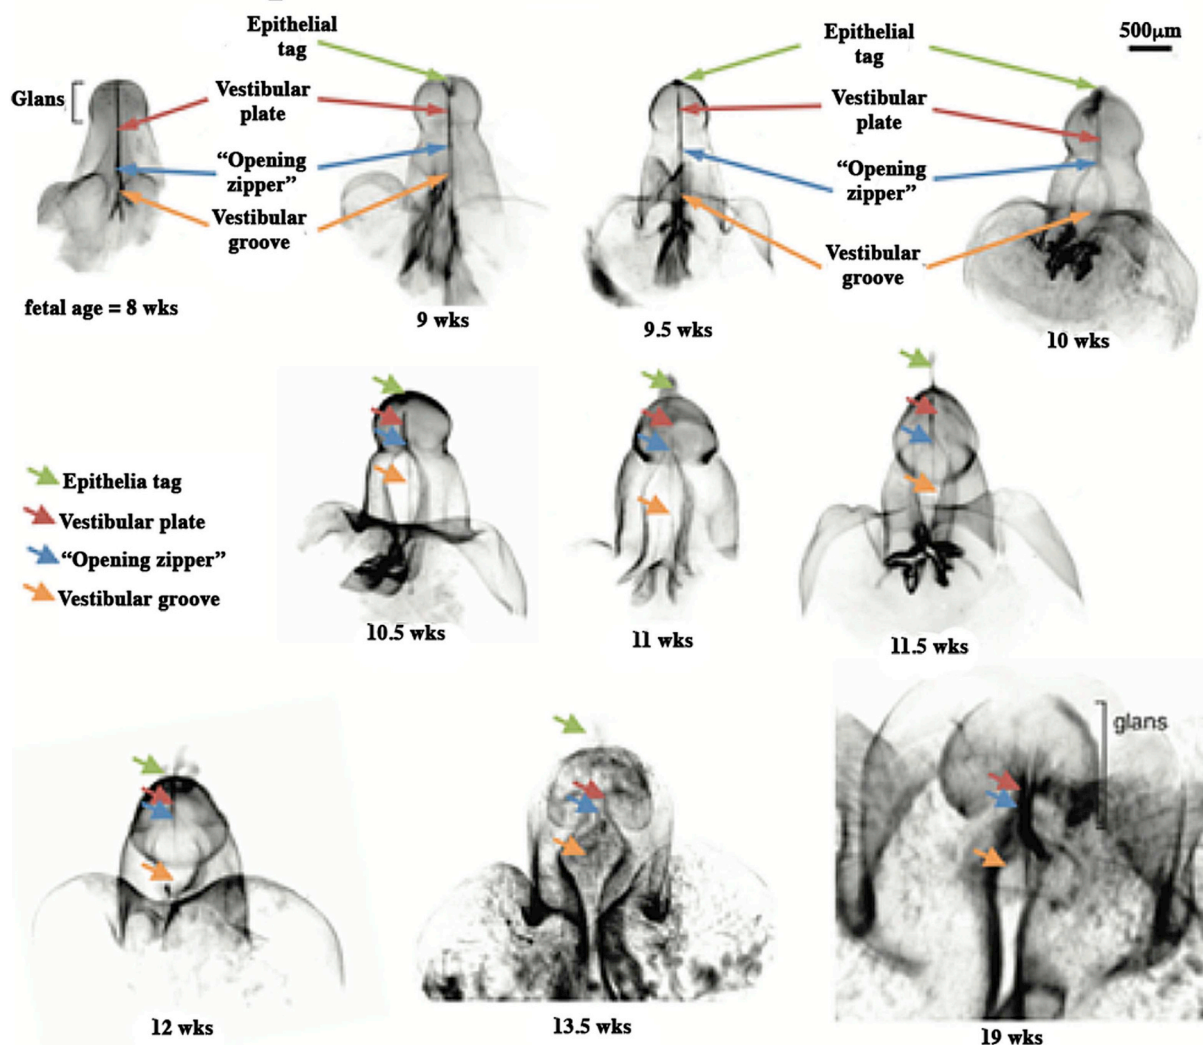 Epithelial
tag
Glans
Vestibular
plate
“Opening
zipper”
Vestibular
groove
Epithelial
tag
500μm
Vestibular
plate
“Opening
zipper”
Vestibular
groove
fetal age = 8 wks
9 wks
9.5 wks
10 wks
Epithelia tag
Vestibular plate
“Opening zipper”
Vestibular groove
10.5 wks
11 wks
11.5 wks
glans
12 wks
13.5 wks
19 wks